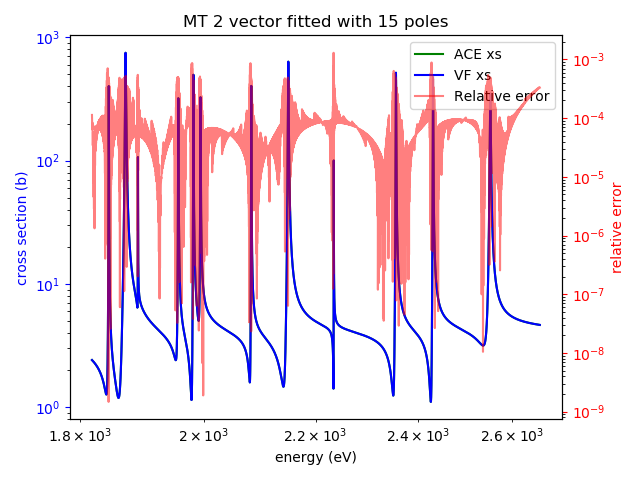 MT 2 vector fitted with 15 poles
10³
10²
10¹
10⁰
cross section (b)
ACE xs
VF xs
Relative error
10⁻³
10⁻⁴
10⁻⁵
10⁻⁶
10⁻⁷
10⁻⁸
10⁻⁹
relative error
1.8 × 10³ 2 × 10³ 2.2 × 10³ 2.4 × 10³ 2.6 × 10³
energy (eV)